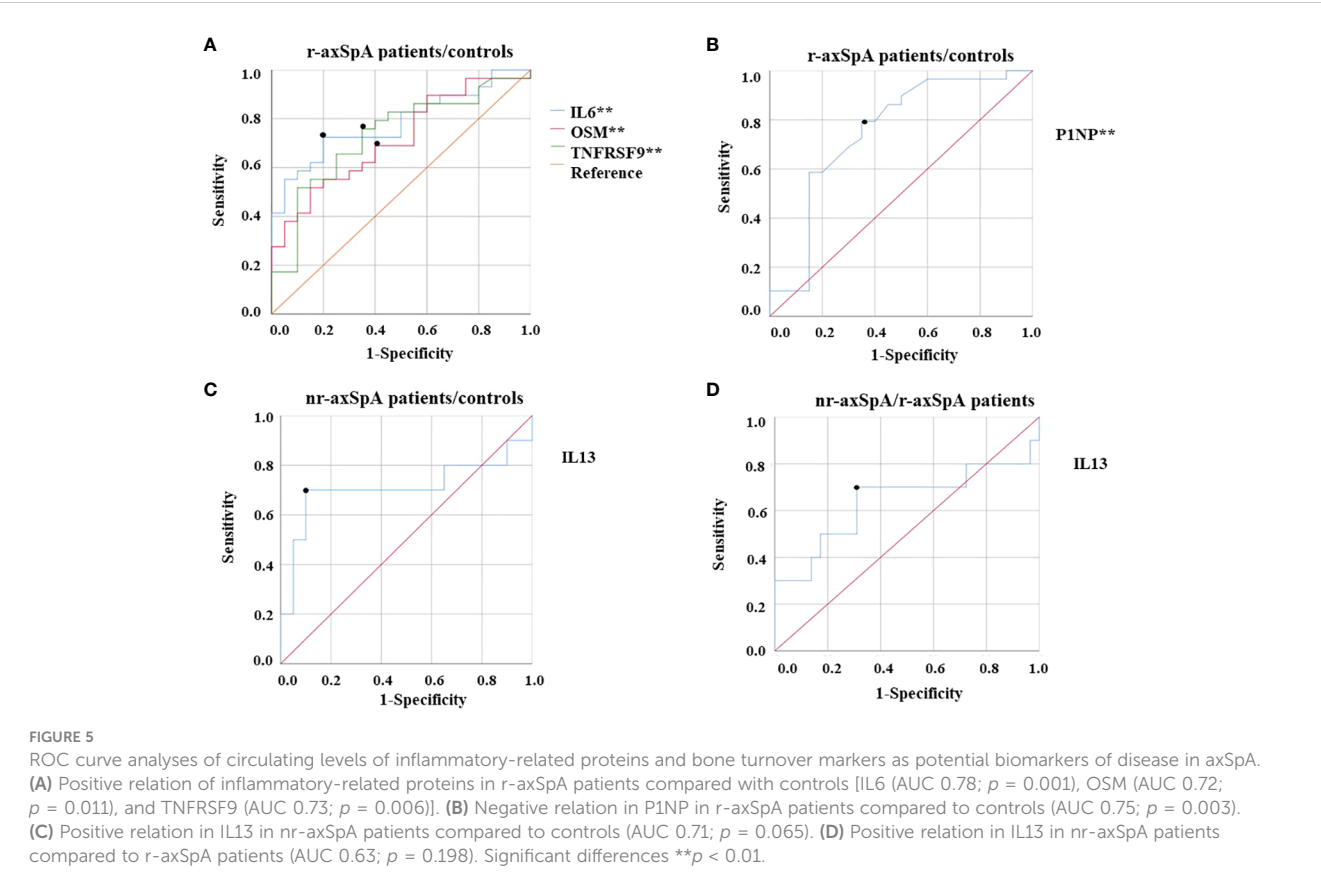 A
r-axSpA patients/controls
1.0
0.8
0.6
0.4
0.2
0.0
Sensitivity
0.0 0.2 0.4 0.6 0.8 1.0
1-Specificity
IL6**
OSM**
TNFRSF9**
Reference
B
r-axSpA patients/controls
1.0
0.8
0.6
0.4
0.2
0.0
Sensitivity
0.0 0.2 0.4 0.6 0.8 1.0
1-Specificity
P1NP**
C
nr-axSpA patients/controls
1.0
0.8
0.6
0.4
0.2
0.0
Sensitivity
0.0 0.2 0.4 0.6 0.8 1.0
1-Specificity
IL13
D
nr-axSpA/r-axSpA patients
1.0
0.8
0.6
0.4
0.2
0.0
Sensitivity
0.0 0.2 0.4 0.6 0.8 1.0
1-Specificity
IL13
FIGURE 5
ROC curve analyses of circulating levels of inflammatory-related proteins and bone turnover markers as potential biomarkers of disease in axSpA.
(A) Positive relation of inflammatory-related proteins in r-axSpA patients compared with controls [IL6 (AUC 0.78; p = 0.001), OSM (AUC 0.72;
p = 0.011), and TNFRSF9 (AUC 0.73; p = 0.006)]. (B) Negative relation in P1NP in r-axSpA patients compared to controls (AUC 0.75; p = 0.003).
(C) Positive relation in IL13 in nr-axSpA patients compared to controls (AUC 0.71; p = 0.065). (D) Positive relation in IL13 in nr-axSpA patients
compared to r-axSpA patients (AUC 0.63; p = 0.198). Significant differences **p < 0.01.